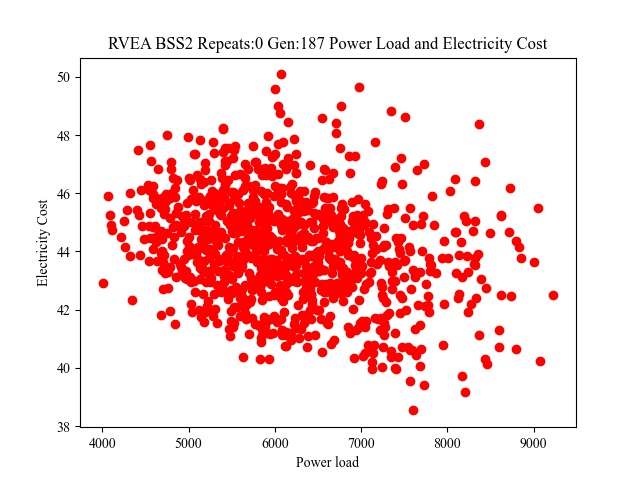 RVEA BSS2 Repeats:0 Gen:187 Power Load and Electricity Cost
50
48
46
44
42
40
38
Electricity Cost
4000 5000 6000 7000 8000 9000
Power load